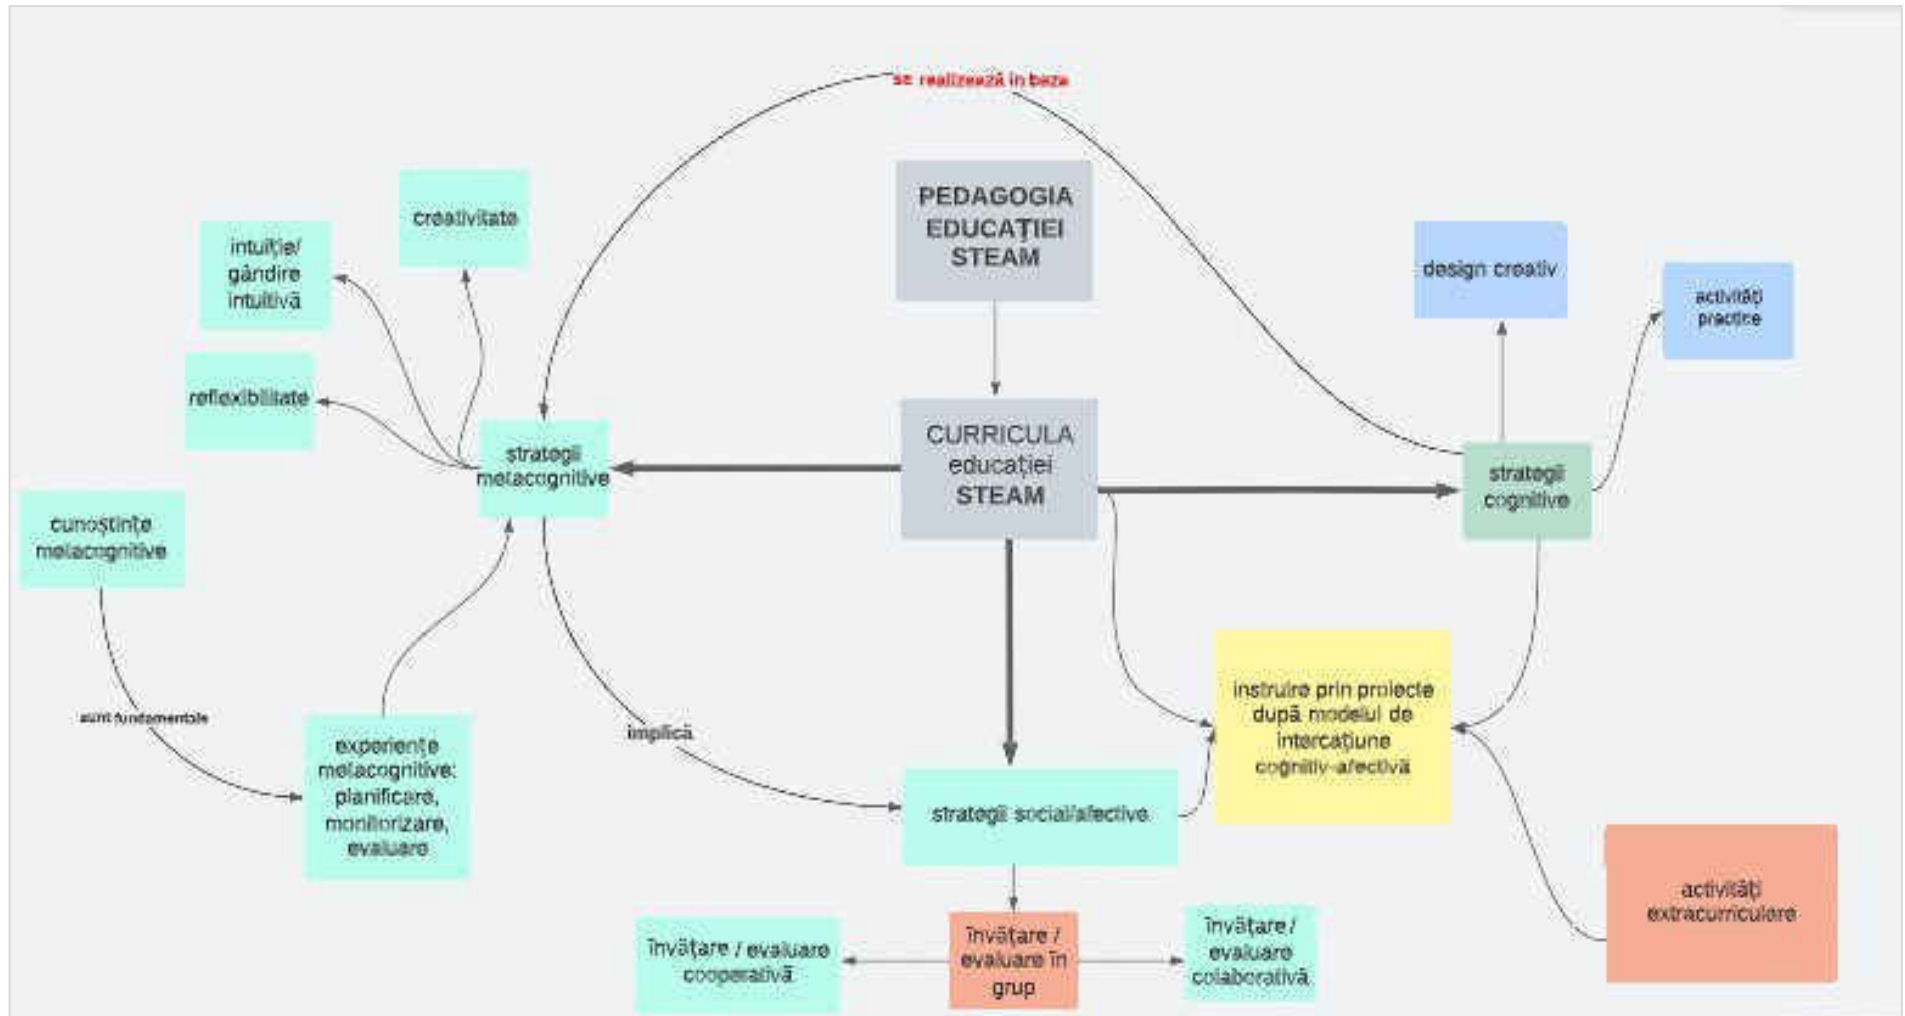 se realizează în baza
PEDAGOGIA
EDUCAȚIEI
STEAM
creativitate
intuiție/
gândire
intuitivă
design creativ
activități
practice
reflexibilitate
CURRICULA
educației
STEAM
strategii
metacognitive
strategii
cognitive
cunoștințe
metacognitive
sunt fundamentale
experiențe
metacognitive:
planificare,
monitorizare,
evaluare
implică
instruire prin proiecte
după modelul de
intercațiune
cognitiv-afectivă
strategii social/afective
activități
extracurriculare
învățare / evaluare
cooperativă
învățare /
evaluare în
grup
învățare /
evaluare
colaborativă